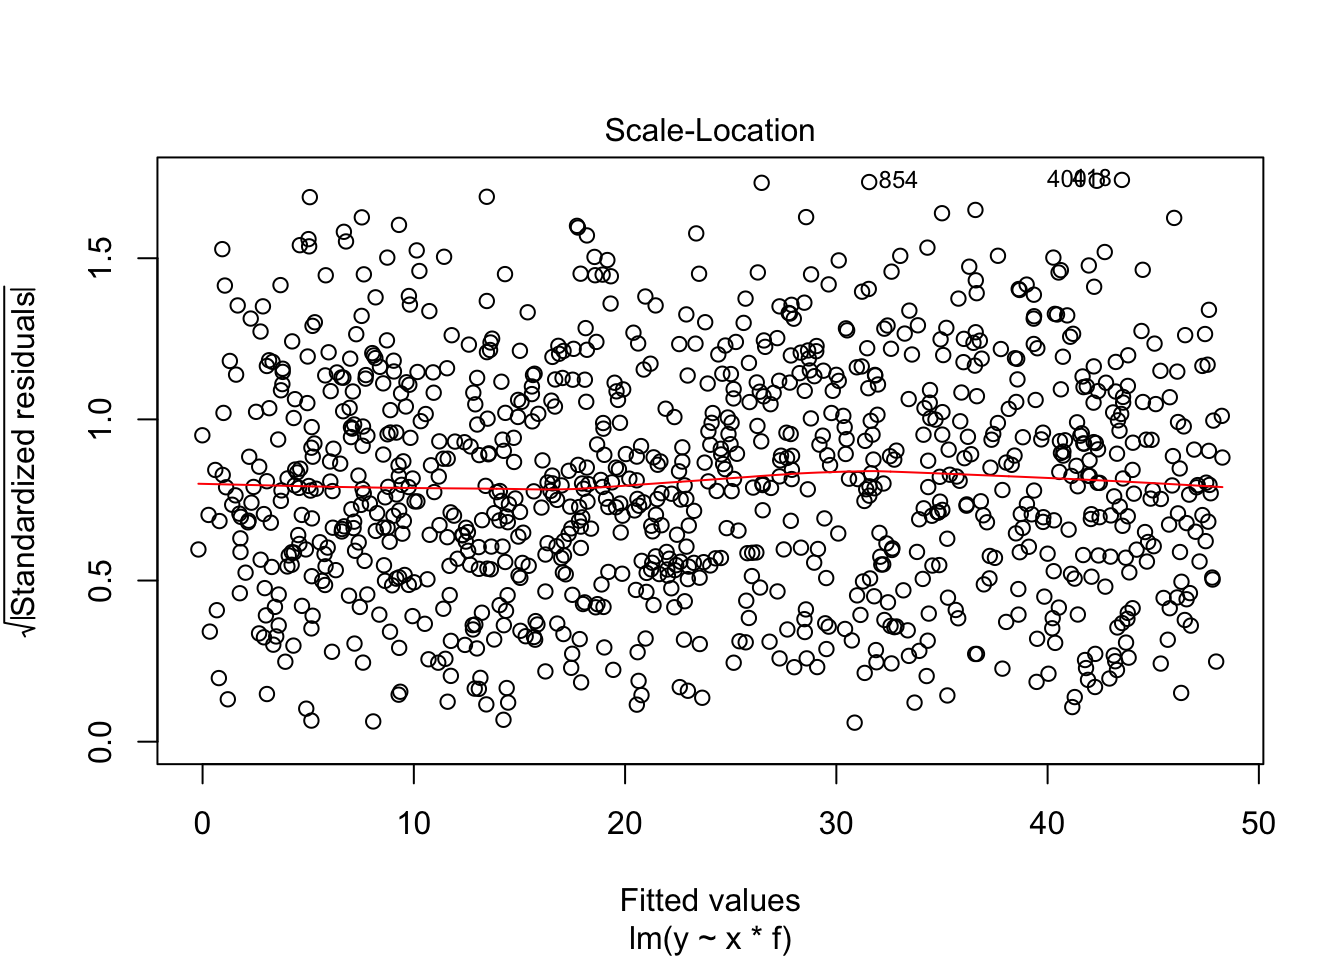 Scale-Location
854
418
√|Standardized residuals|
0.0 0.5 1.0 1.5
0 10 20 30 40 50
Fitted values
lm(y ~ x * f)